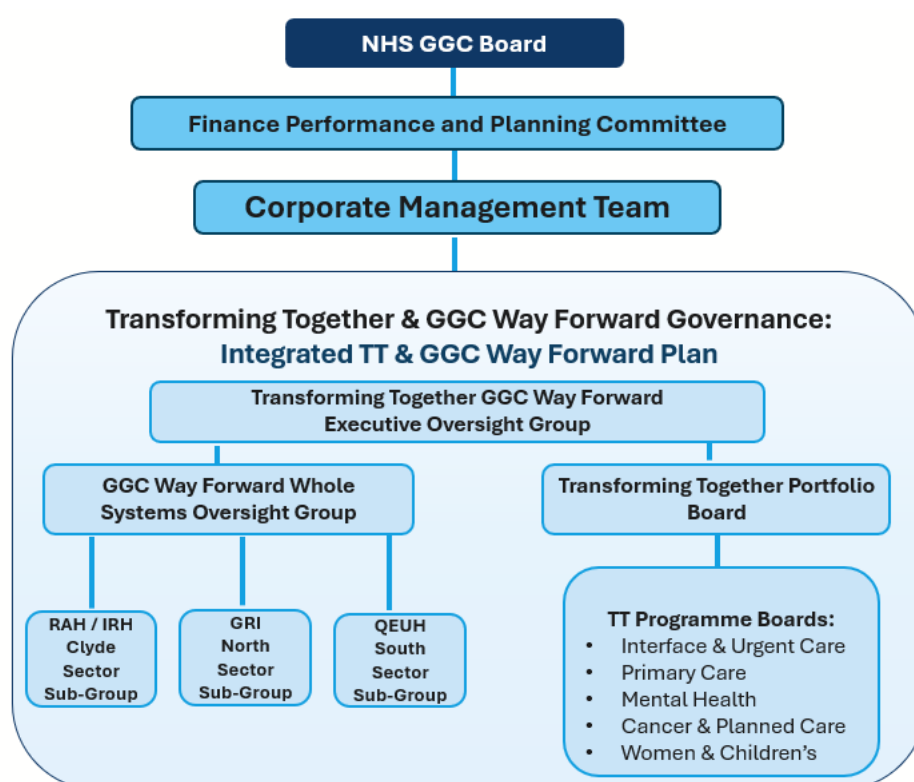 NHS GGC Board
Finance Performance and Planning Committee
Corporate Management Team
Transforming Together & GGC Way Forward Governance:
Integrated TT & GGC Way Forward Plan
Transforming Together GGC Way Forward
Executive Oversight Group
GGC Way Forward Whole
Systems Oversight Group
Transforming Together Portfolio
Board
RAH / IRH
Clyde
Sector
Sub-Group
GRI
North
Sector
Sub-Group
QEUH
South
Sector
Sub-Group
TT Programme Boards:
• Interface & Urgent Care
• Primary Care
• Mental Health
• Cancer & Planned Care
• Women & Children’s